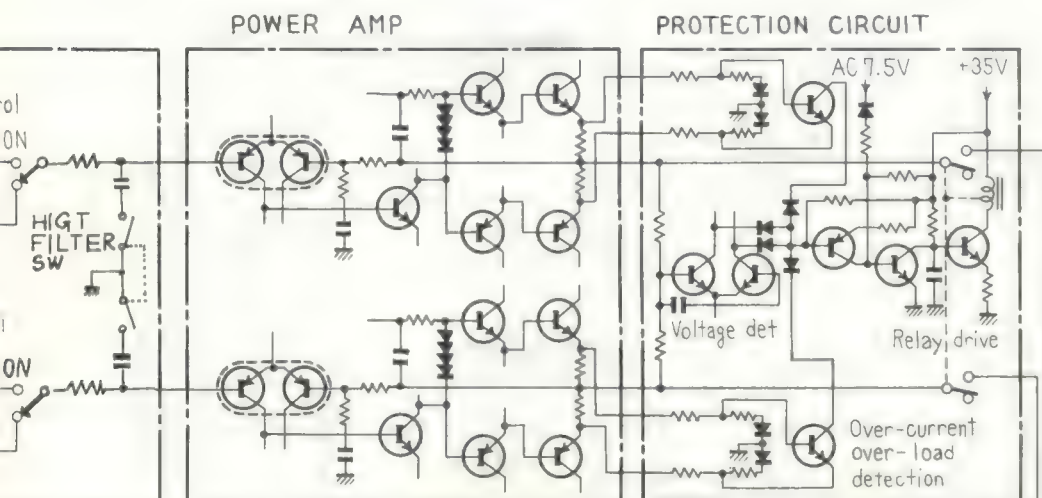 POWER AMP
PROTECTION CIRCUIT
AC 7.5V
+35V
ON
HIGT
FILTER
SW
Voltage det
Relay drive
ON
Over-current
over-load
detection